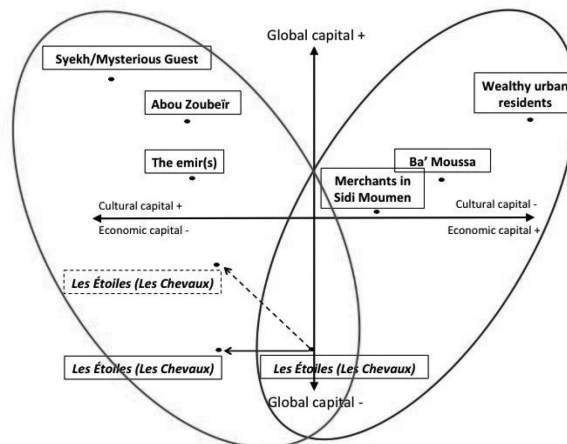 Global capital +
Syekh/Mysterious Guest
Abou Zoubeïr
Wealthy urban
residents
The emir(s)
Ba’ Moussa
Merchants in
Sidi Moumen
Cultural capital +
Economic capital -
Cultural capital -
Economic capital +
Les Étoiles (Les Chevaux)
Les Étoiles (Les Chevaux)
Les Étoiles (Les Chevaux)
Global capital -